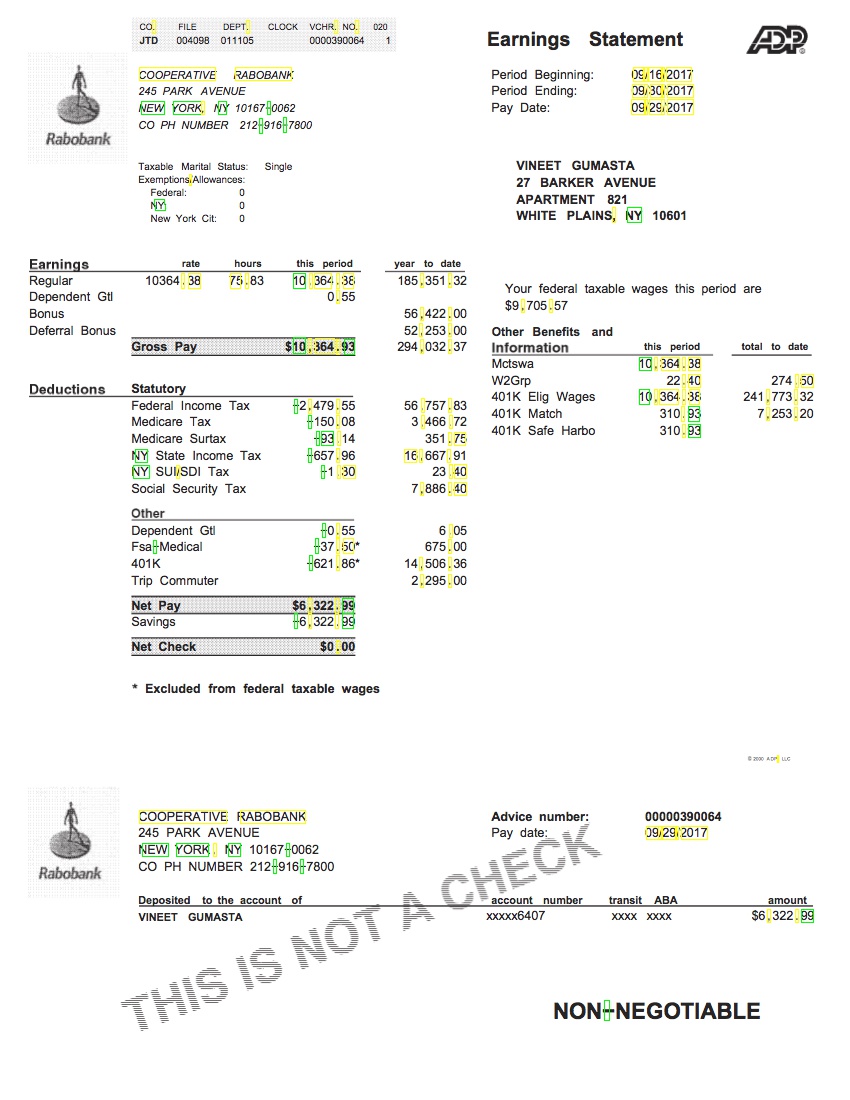 CO. FILE DEPT. CLOCK VCHR. NO. 020
JTD 004098 011105 0000390064 1
Earnings Statement
ADP
Rabobank
COOPERATIVE RABOBANK
245 PARK AVENUE
NEW YORK, NY 10167-0062
CO PH NUMBER 212-916-7800
Period Beginning: 09/16/2017
Period Ending: 09/30/2017
Pay Date: 09/29/2017
Taxable Marital Status: Single
Exemptions/Allowances:
Federal: 0
NY: 0
New York Cit: 0
VINEET GUMASTA
27 BARKER AVENUE
APARTMENT 821
WHITE PLAINS, NY 10601
Earnings rate hours this period year to date
Regular 10364.38 75.83 10,364.38 185,351.32
Dependent Gtl 0.55
Bonus 56,422.00
Deferral Bonus 52,253.00
Gross Pay $10,364.93 294,032.37
Deductions Statutory
Federal Income Tax -2,479.55 56,757.83
Medicare Tax -150.08 3,466.72
Medicare Surtax -93.14 351.75
NY State Income Tax -657.96 16,667.91
NY SUI/SDI Tax -1.30 23.40
Social Security Tax 7,886.40
Other
Dependent Gtl -0.55 6.05
Fsa-Medical -37.50* 675.00
401K -621.86* 14,506.36
Trip Commuter 2,295.00
Net Pay $6,322.99
Savings -6,322.99
Net Check $0.00
* Excluded from federal taxable wages
Your federal taxable wages this period are
$9,705.57
Other Benefits and
Information this period total to date
Mctswa 10,364.38
W2Grp 22.40 274.50
401K Elig Wages 10,364.38 241,773.32
401K Match 310.93 7,253.20
401K Safe Harbo 310.93
© 2000 ADP, LLC
Rabobank
COOPERATIVE RABOBANK
245 PARK AVENUE
NEW YORK, NY 10167-0062
CO PH NUMBER 212-916-7800
Advice number: 00000390064
Pay date: 09/29/2017
THIS IS NOT A CHECK
Deposited to the account of account number transit ABA amount
VINEET GUMASTA xxxxx6407 xxxx xxxx $6,322.99
NON-NEGOTIABLE